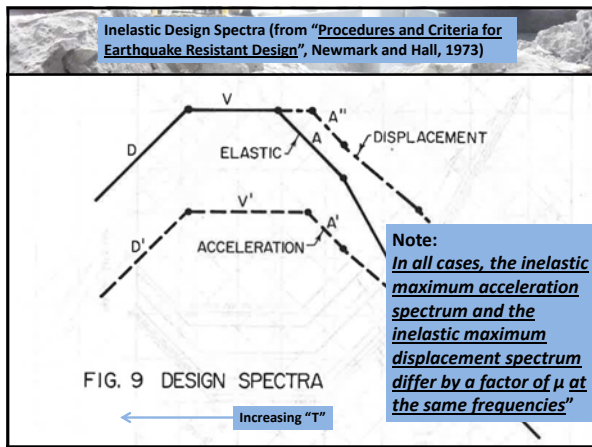 Inelastic Design Spectra (from “Procedures and Criteria for
Earthquake Resistant Design”, Newmark and Hall, 1973)
V
A"
DISPLACEMENT
D
ELASTIC
A
V'
D'
ACCELERATION
A'
Note:
In all cases, the inelastic
maximum acceleration
spectrum and the
inelastic maximum
displacement spectrum
differ by a factor of μ at
the same frequencies”
FIG. 9 DESIGN SPECTRA
Increasing “T”